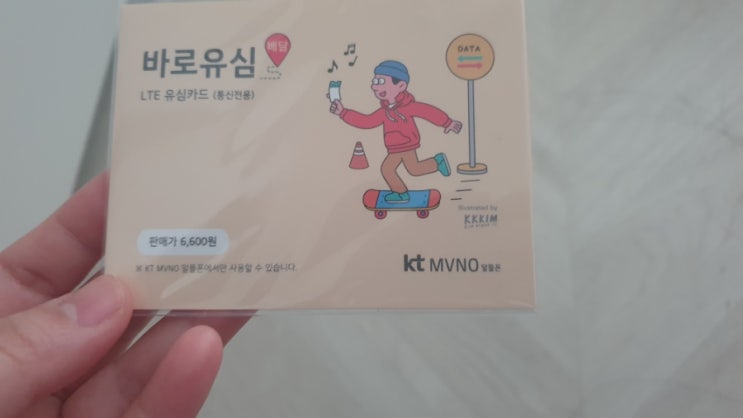 바로유심 배달
LTE 유심카드 (통신전용)
DATA
Illustrated by
KKKIM
판매가 6,600원
※ KT MVNO 알뜰폰에서만 사용할 수 있습니다.
kt MVNO 알뜰폰